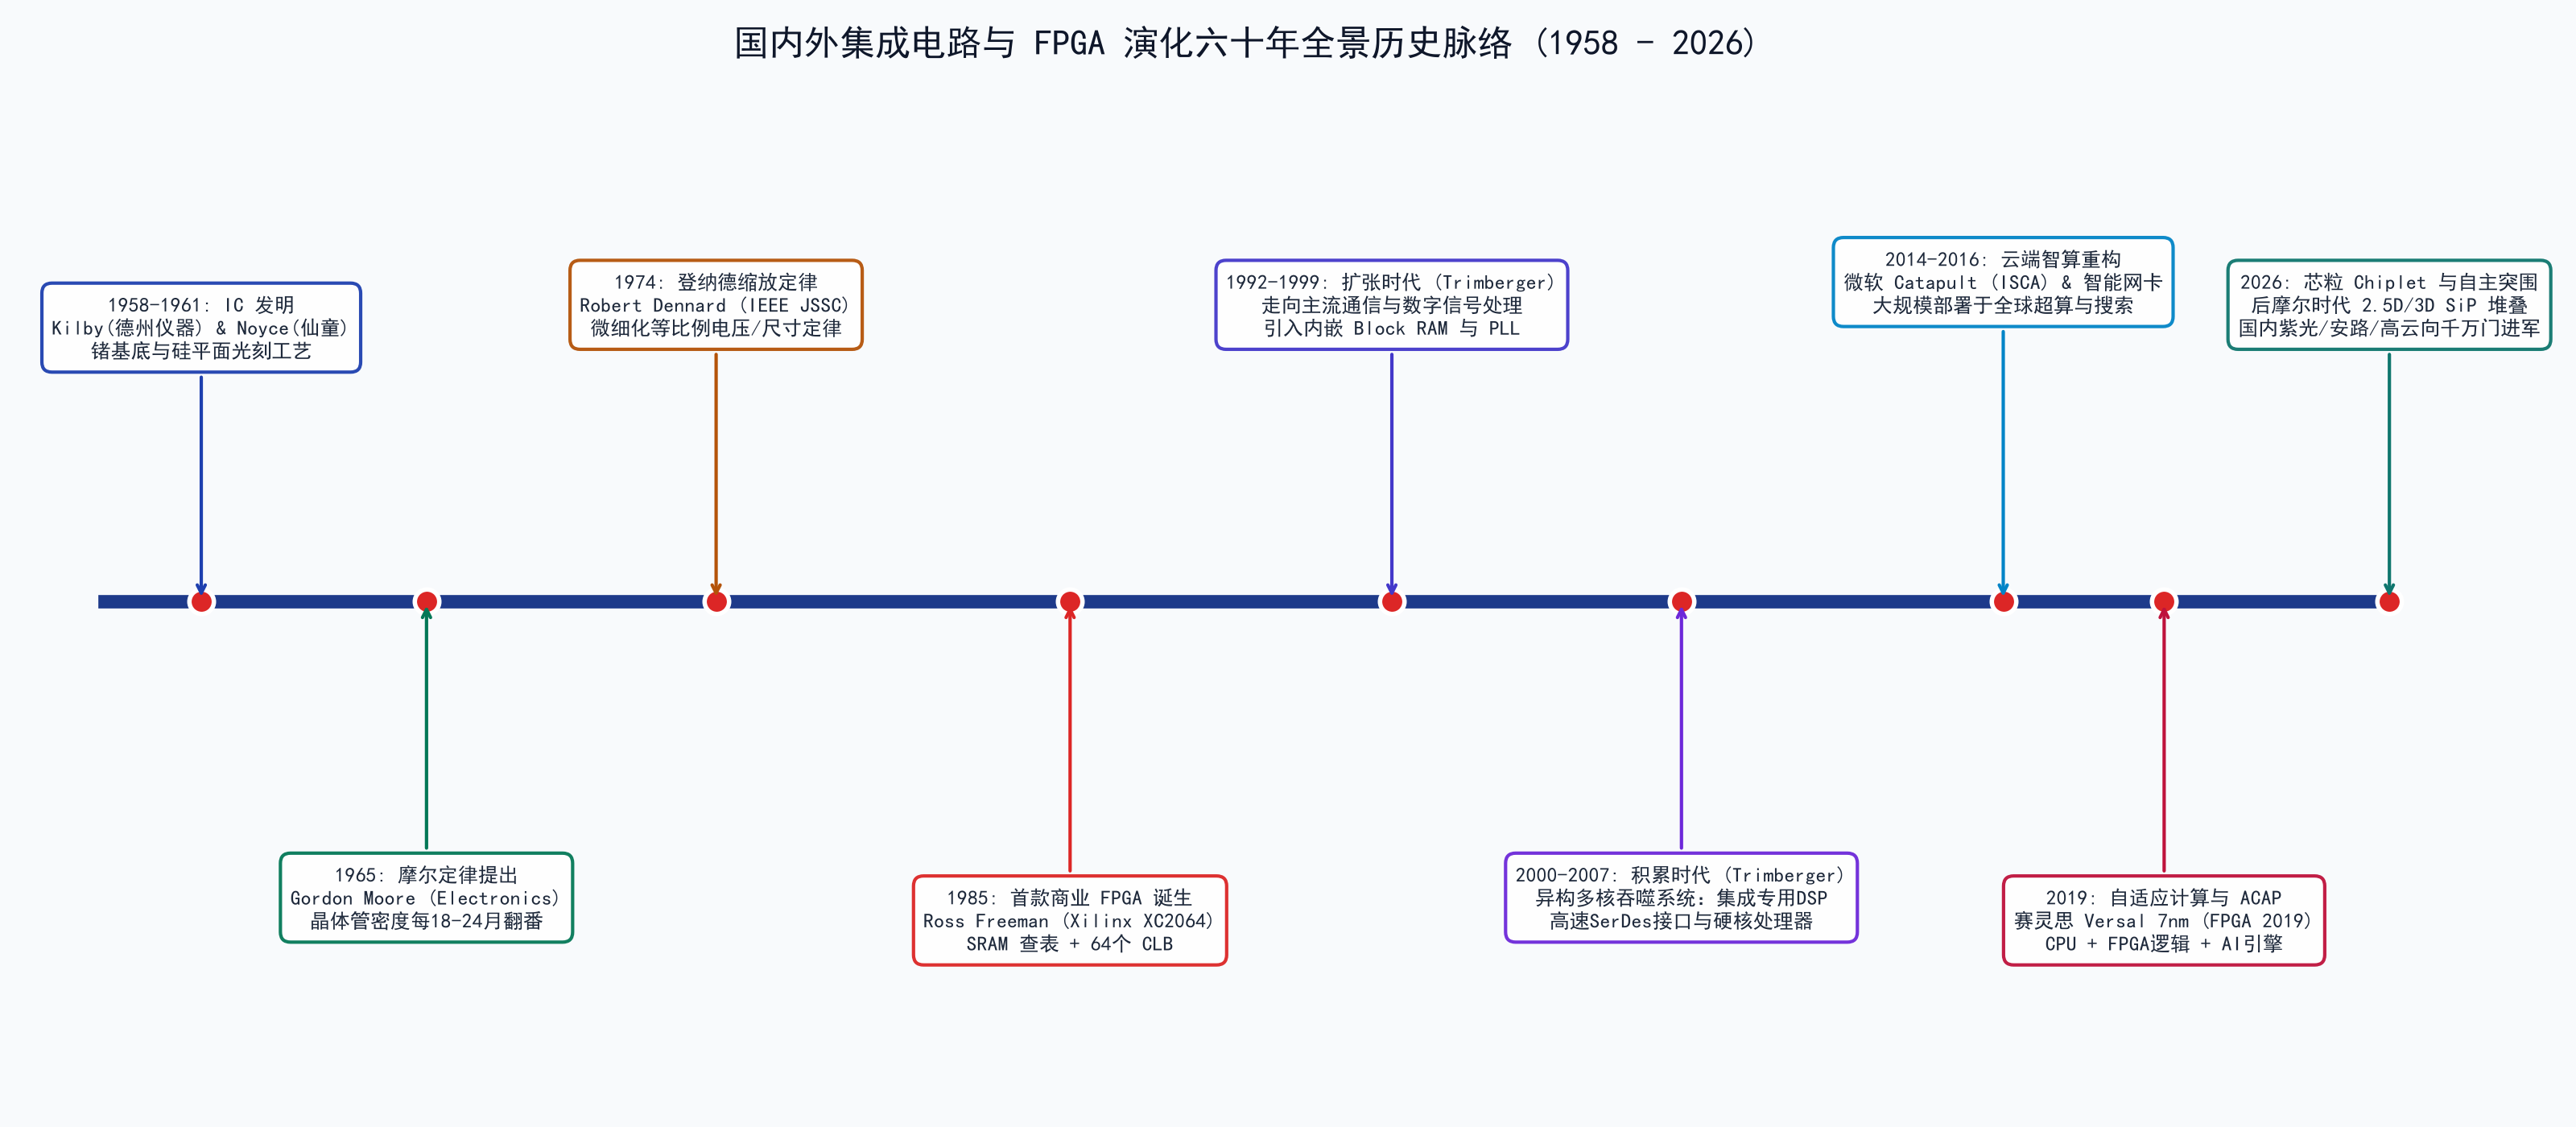 国内外集成电路与 FPGA 演化六十年全景历史脉络 (1958 - 2026)
1958-1961: IC 发明
Kilby(德州仪器) & Noyce(仙童)
锗基底与硅平面光刻工艺
1965: 摩尔定律提出
Gordon Moore (Electronics)
晶体管密度每18-24月翻番
1974: 登纳德缩放定律
Robert Dennard (IEEE JSSC)
微细化等比例电压/尺寸定律
1985: 首款商业 FPGA 诞生
Ross Freeman (Xilinx XC2064)
SRAM 查表 + 64个 CLB
1992-1999: 扩张时代 (Trimberger)
走向主流通信与数字信号处理
引入内嵌 Block RAM 与 PLL
2000-2007: 积累时代 (Trimberger)
异构多核吞噬系统: 集成专用DSP
高速SerDes接口与硬核处理器
2014-2016: 云端智算重构
微软 Catapult (ISCA) & 智能网卡
大规模部署于全球超算与搜索
2019: 自适应计算与 ACAP
赛灵思 Versal 7nm (FPGA 2019)
CPU + FPGA逻辑 + AI引擎
2026: 芯粒 Chiplet 与自主突围
后摩尔时代 2.5D/3D SiP 堆叠
国内紫光/安路/高云向千万门进军